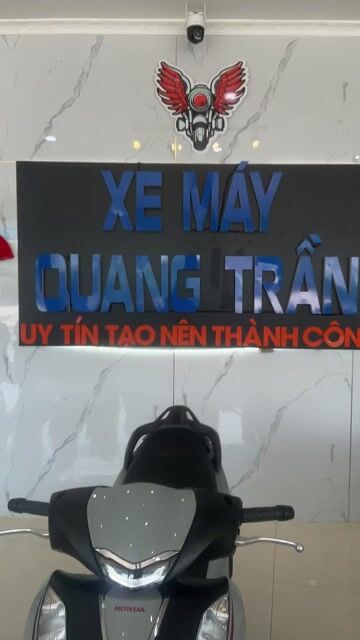 XE MÁY
QUANG TRẦN
UY TÍN TẠO NÊN THÀNH CÔN
HONDA